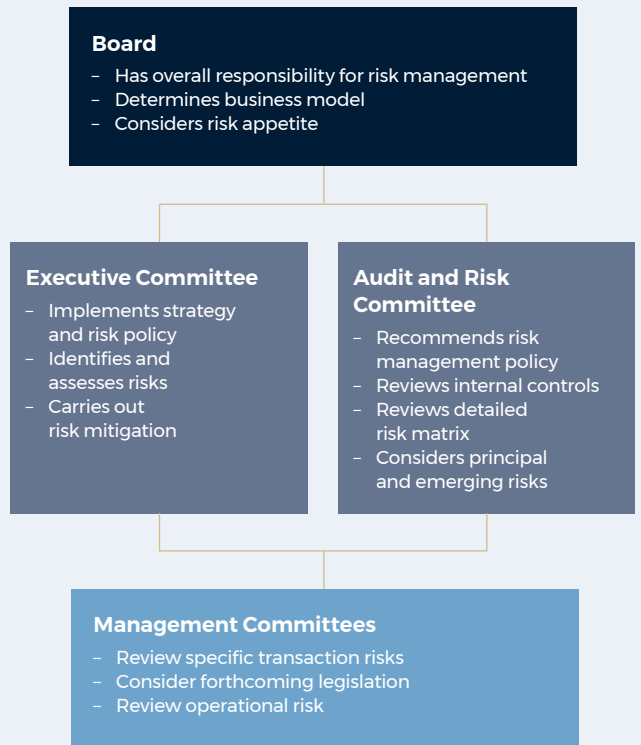 Board
– Has overall responsibility for risk management
– Determines business model
– Considers risk appetite
Executive Committee
– Implements strategy
and risk policy
– Identifies and
assesses risks
– Carries out
risk mitigation
Audit and Risk
Committee
– Recommends risk
management policy
– Reviews internal controls
– Reviews detailed
risk matrix
– Considers principal
and emerging risks
Management Committees
– Review specific transaction risks
– Consider forthcoming legislation
– Review operational risk